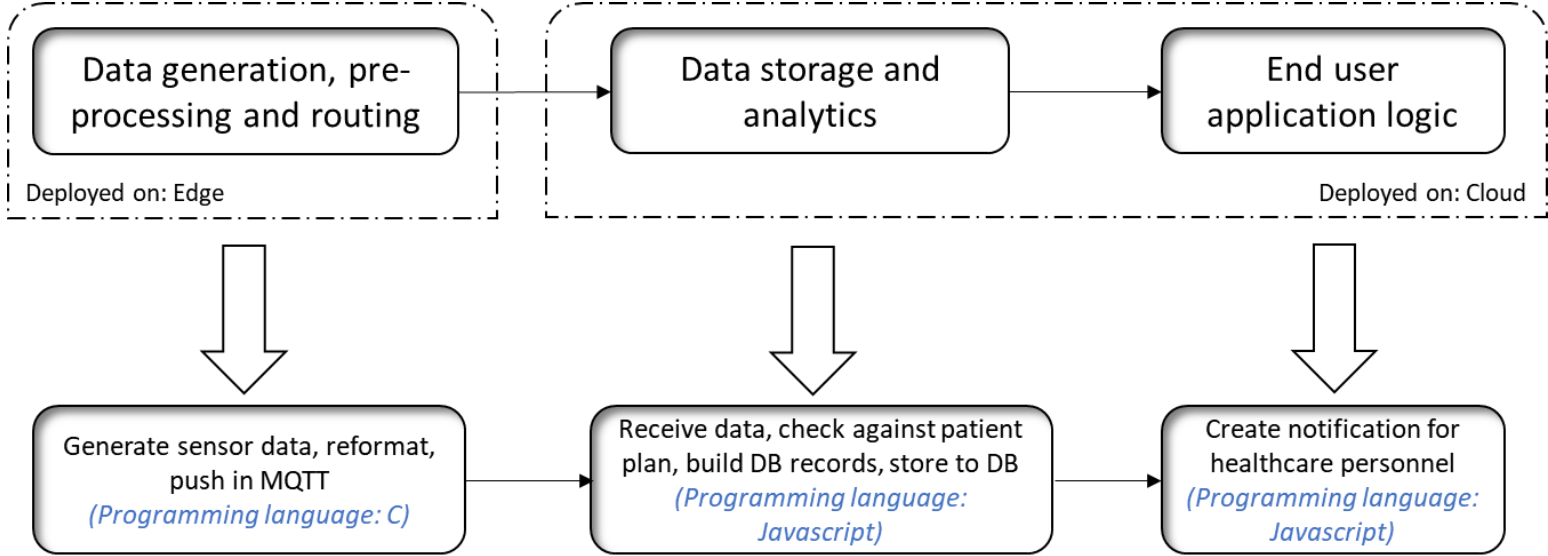 Data generation, pre-
processing and routing
Data storage and
analytics
End user
application logic
Deployed on: Edge
Deployed on: Cloud
Generate sensor data, reformat,
push in MQTT
(Programming language: C)
Receive data, check against patient
plan, build DB records, store to DB
(Programming language:
Javascript)
Create notification for
healthcare personnel
(Programming language:
Javascript)